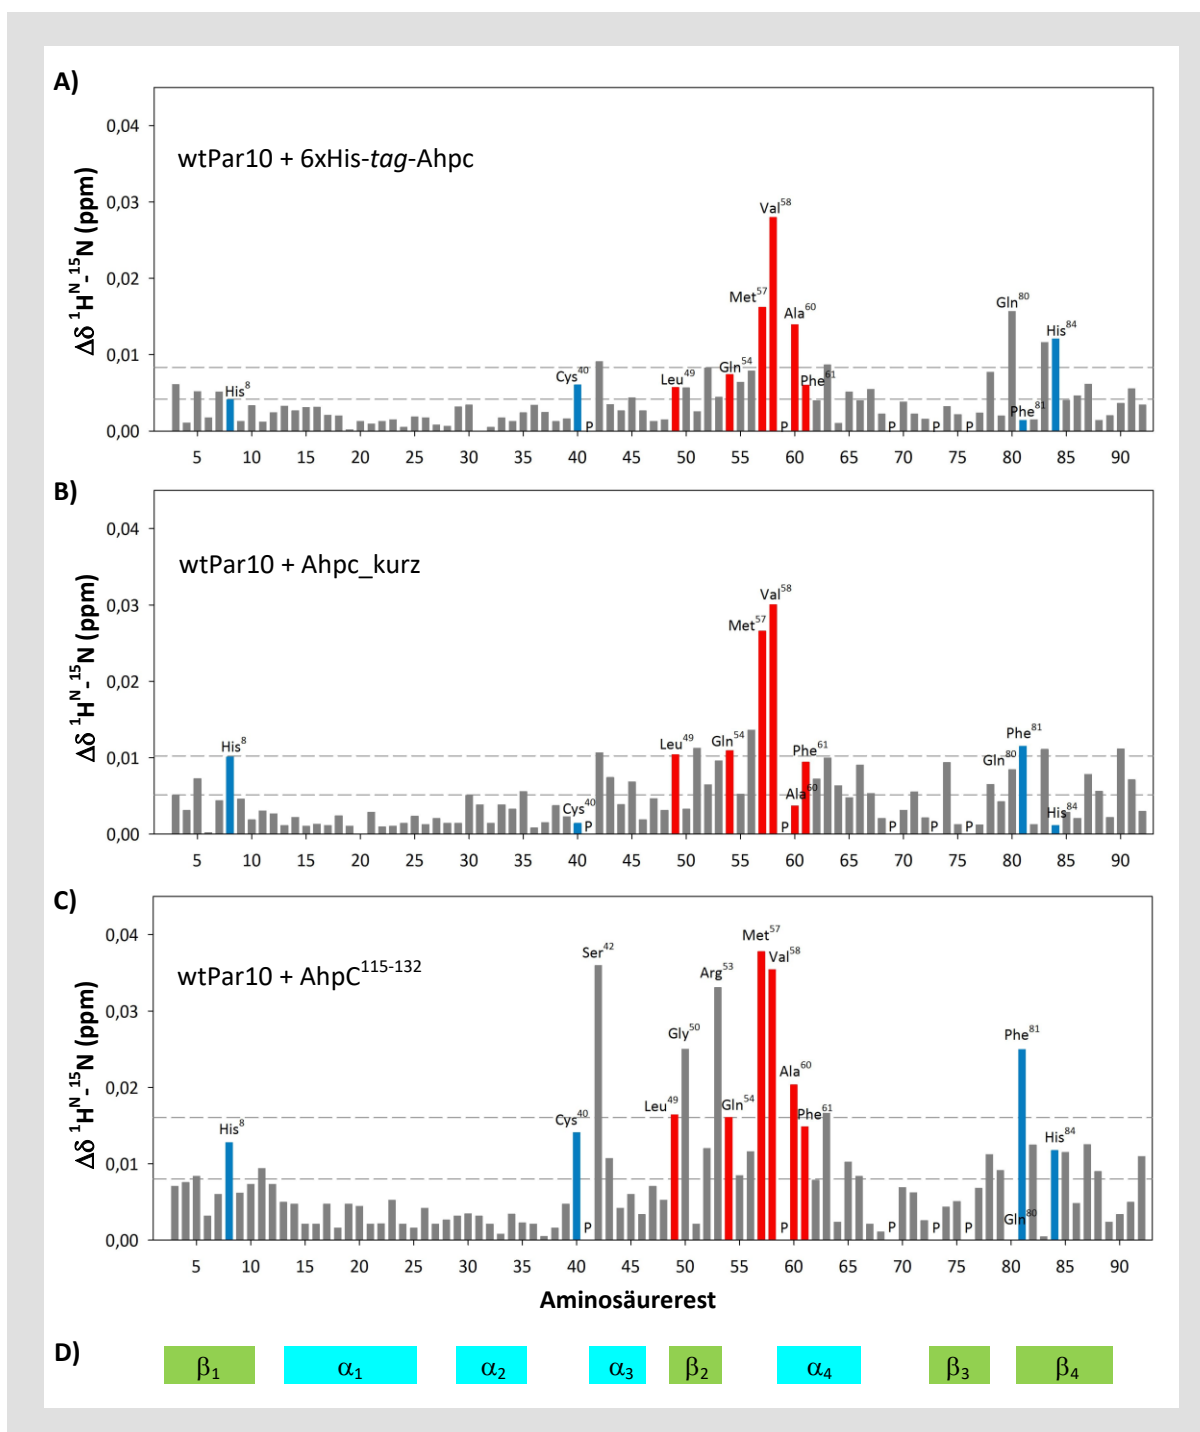 A)
wtPar10 + 6xHis-tag-Ahpc
Δδ ¹Hᴺ- ¹⁵N (ppm)
0,04
0,03
0,02
0,01
0,00
His⁸
Cys⁴⁰
P
Leu⁴⁹
Gln⁵⁴
Met⁵⁷
Val⁵⁸
P
Ala⁶⁰
Phe⁶¹
P
P
P
Gln⁸⁰
Phe⁸¹
His⁸⁴
5 10 15 20 25 30 35 40 45 50 55 60 65 70 75 80 85 90
B)
wtPar10 + Ahpc_kurz
Δδ ¹Hᴺ- ¹⁵N (ppm)
0,04
0,03
0,02
0,01
0,00
His⁸
Cys⁴⁰
P
Leu⁴⁹
Gln⁵⁴
Met⁵⁷
Val⁵⁸
P
Ala⁶⁰
Phe⁶¹
P
P
P
Gln⁸⁰
Phe⁸¹
His⁸⁴
5 10 15 20 25 30 35 40 45 50 55 60 65 70 75 80 85 90
C)
wtPar10 + AhpC¹¹⁵⁻¹³²
Δδ ¹Hᴺ- ¹⁵N (ppm)
0,04
0,03
0,02
0,01
0,00
His⁸
Cys⁴⁰
P
Ser⁴²
Leu⁴⁹
Gly⁵⁰
Arg⁵³
Gln⁵⁴
Met⁵⁷
Val⁵⁸
P
Ala⁶⁰
Phe⁶¹
P
P
P
Gln⁸⁰
Phe⁸¹
His⁸⁴
5 10 15 20 25 30 35 40 45 50 55 60 65 70 75 80 85 90
Aminosäurerest
D)
β₁ α₁ α₂ α₃ β₂ α₄ β₃ β₄